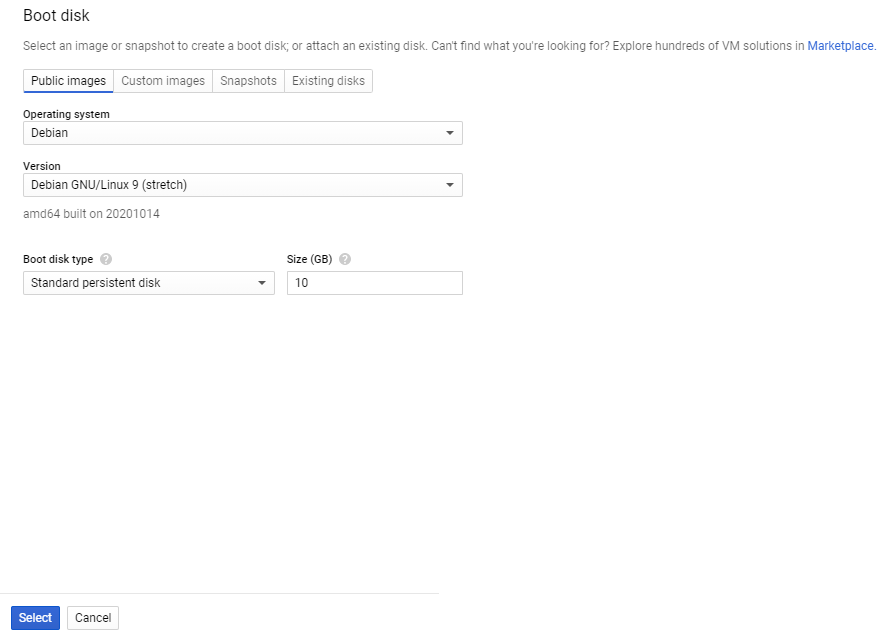 Boot disk
Select an image or snapshot to create a boot disk; or attach an existing disk. Can't find what you're looking for? Explore hundreds of VM solutions in Marketplace.
Public images Custom images Snapshots Existing disks
Operating system
Debian
Version
Debian GNU/Linux 9 (stretch)
amd64 built on 20201014
Boot disk type ? Size (GB) ?
Standard persistent disk 10
Select Cancel